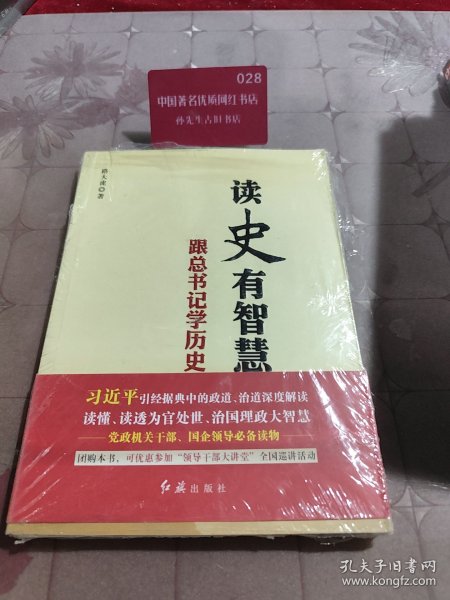 028
中国著名优质网红书店
孙先生古旧书店
读史有智慧
跟总书记学历史
路大虎◎著
习近平引经据典中的政道、治道深度解读
读懂、读透为官处世、治国理政大智慧
党政机关干部、国企领导必备读物
团购本书，可优惠参加“领导干部大讲堂”全国巡讲活动
红旗出版社
孔夫子旧书网
www.kongfz.com